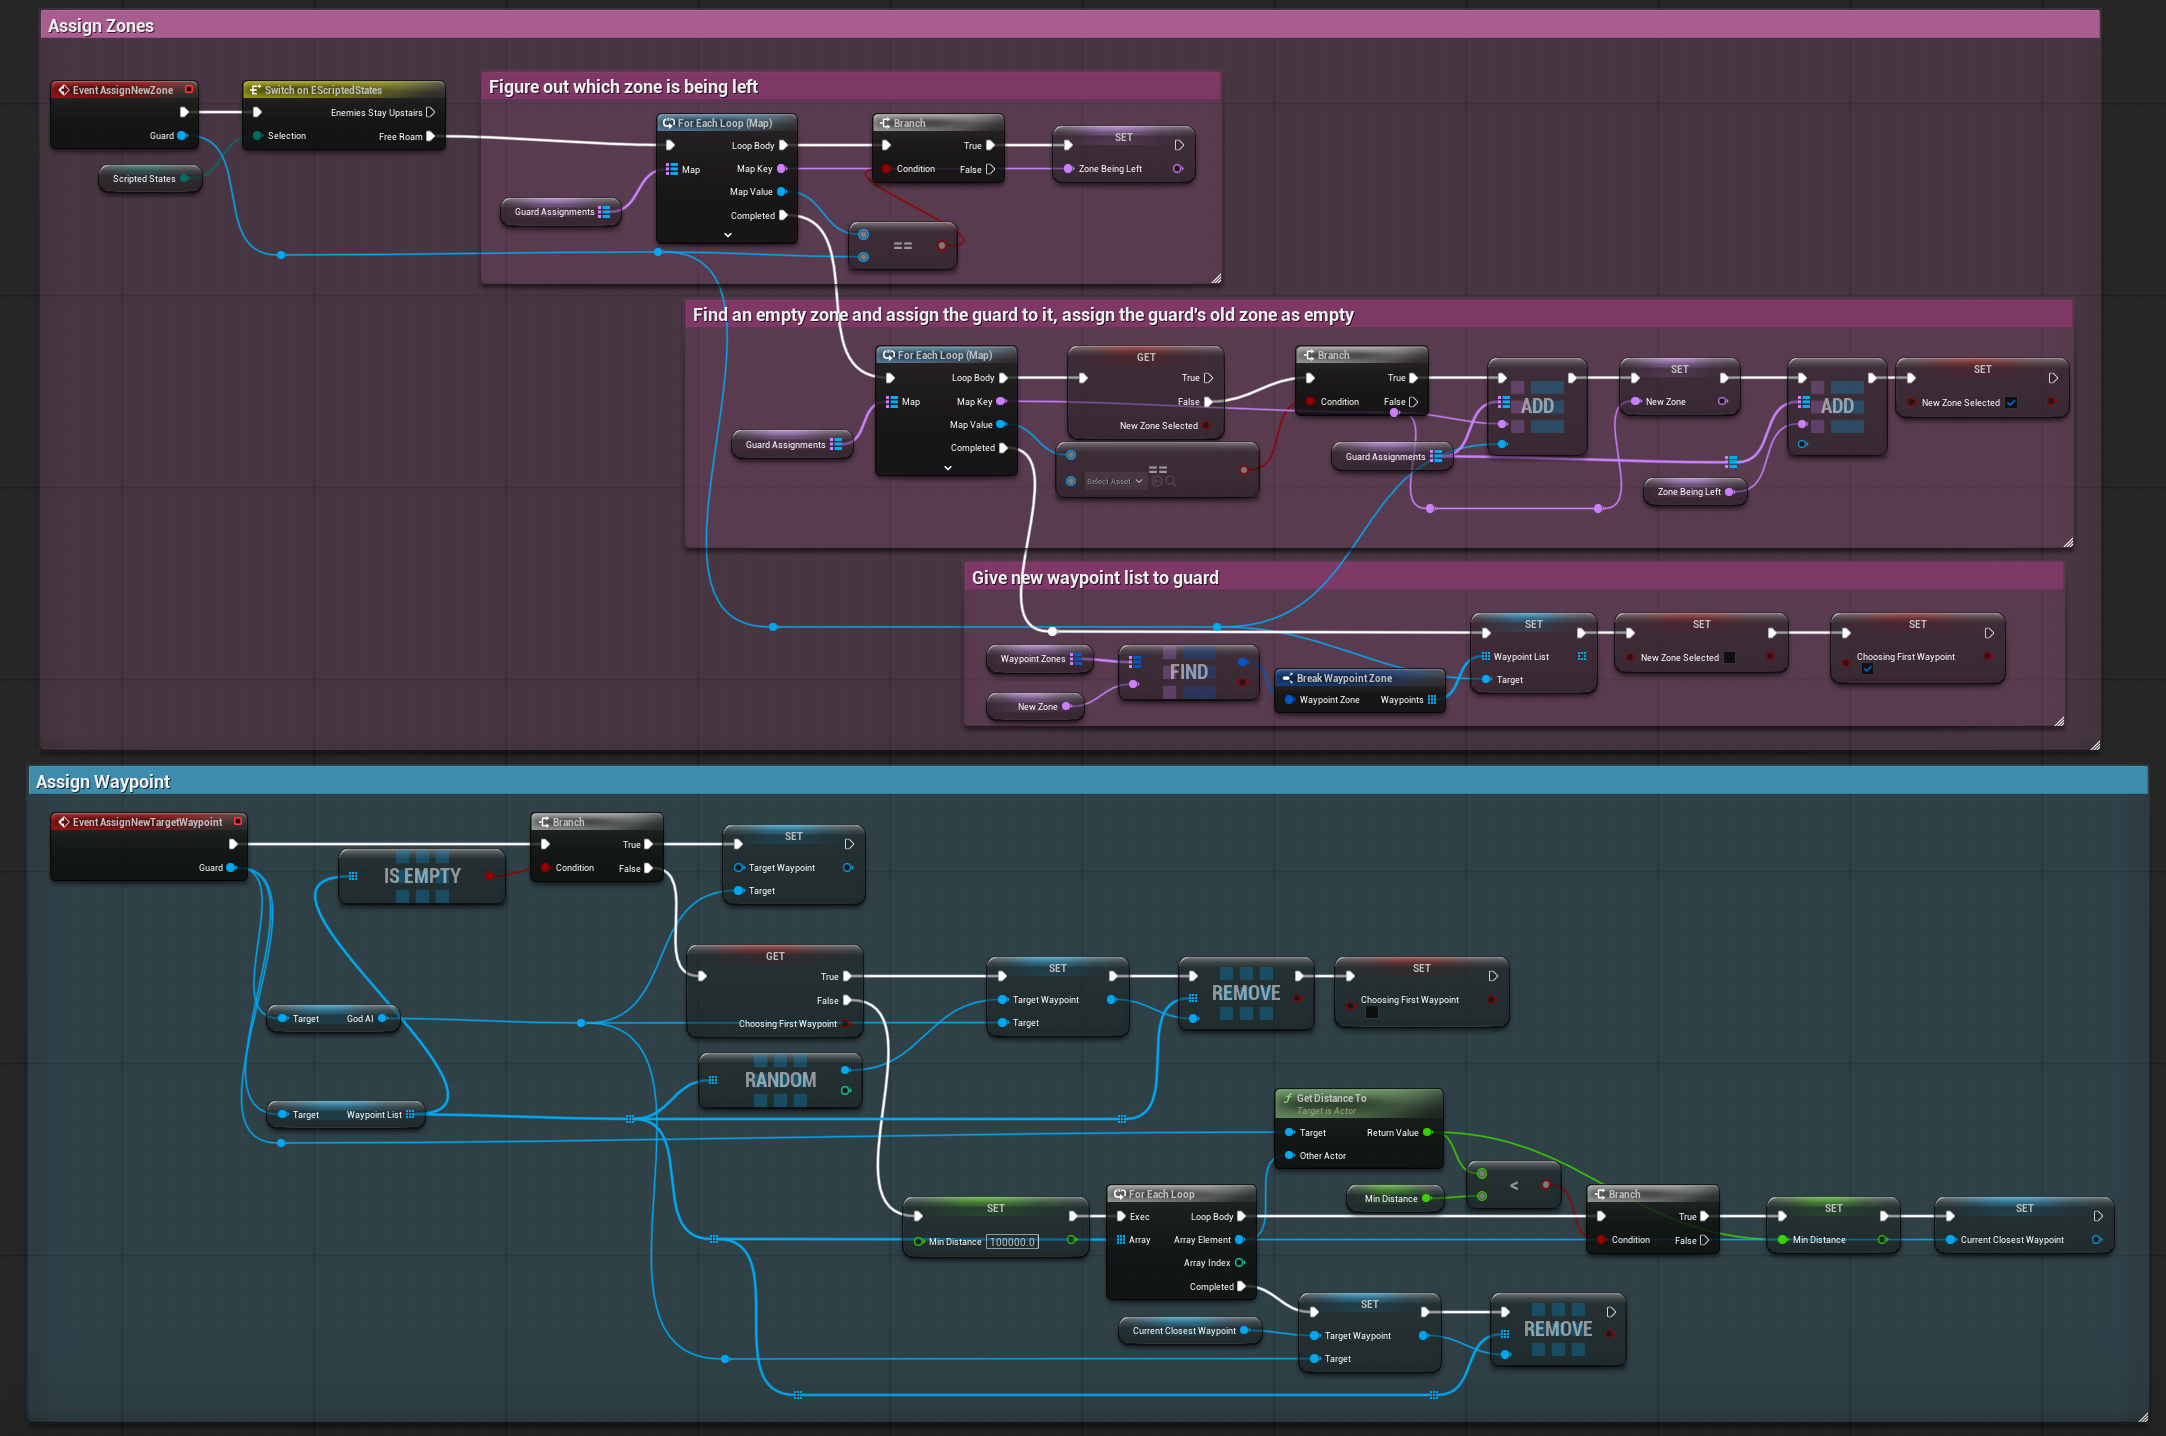 Assign Zones
Event AssignNewZone
Guard
Scripted States
Switch on EScriptedStates
Enemies Stay Upstairs
Selection
Free Roam
Figure out which zone is being left
Guard Assignments
For Each Loop (Map)
Loop Body
Map
Map Key
Map Value
Completed
Branch
True
Condition
False
==
SET
Zone Being Left
Find an empty zone and assign the guard to it, assign the guard's old zone as empty
Guard Assignments
For Each Loop (Map)
Loop Body
Map
Map Key
Map Value
Completed
GET
True
False
New Zone Selected
==
Select Asset
Branch
True
Condition
False
Guard Assignments
ADD
SET
New Zone
Zone Being Left
ADD
SET
New Zone Selected
Give new waypoint list to guard
Waypoint Zones
New Zone
FIND
Break Waypoint Zone
Waypoint Zone
Waypoints
SET
Waypoint List
Target
SET
New Zone Selected
SET
Choosing First Waypoint
Assign Waypoint
Event AssignNewTargetWaypoint
Guard
IS EMPTY
Branch
True
Condition
False
SET
Target Waypoint
Target
Target
God AI
Target
Waypoint List
GET
True
False
Choosing First Waypoint
RANDOM
SET
Target Waypoint
Target
REMOVE
SET
Choosing First Waypoint
SET
Min Distance
100000.0
For Each Loop
Exec
Loop Body
Array
Array Element
Array Index
Completed
Get Distance To
Target is Actor
Target
Return Value
Other Actor
Min Distance
<
Branch
True
Condition
False
SET
Min Distance
SET
Current Closest Waypoint
Current Closest Waypoint
SET
Target Waypoint
Target
REMOVE